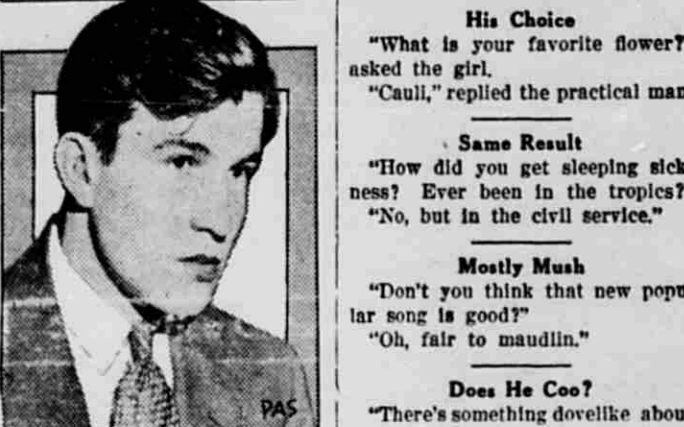 PAS
His Choice
"What is your favorite flower?
asked the girl.
"Cauli," replied the practical man
Same Result
"How did you get sleeping sick
ness? Ever been in the tropics?
"No, but in the civil service."
Mostly Mush
"Don't you think that new popu
lar song is good?"
"Oh, fair to maudlin."
Does He Coo?
"There's something dovelike abou